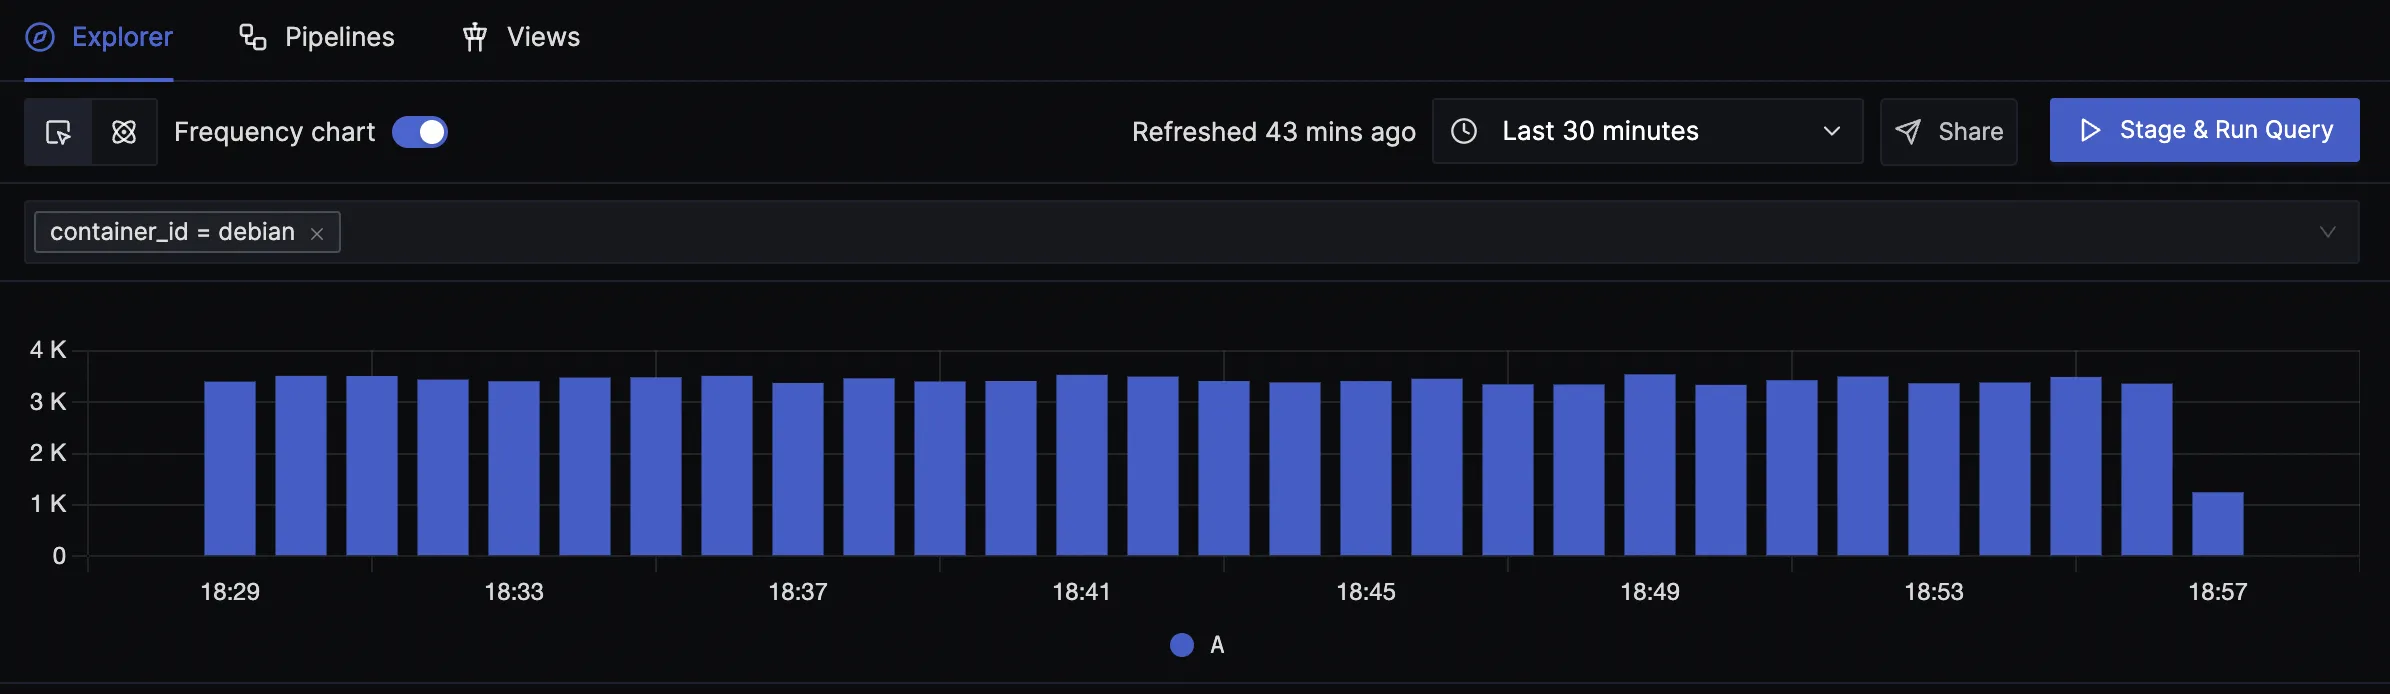 Explorer Pipelines Views
Frequency chart Refreshed 43 mins ago Last 30 minutes Share Stage & Run Query
container_id = debian
4 K
3 K
2 K
1 K
0
18:29 18:33 18:37 18:41 18:45 18:49 18:53 18:57
A